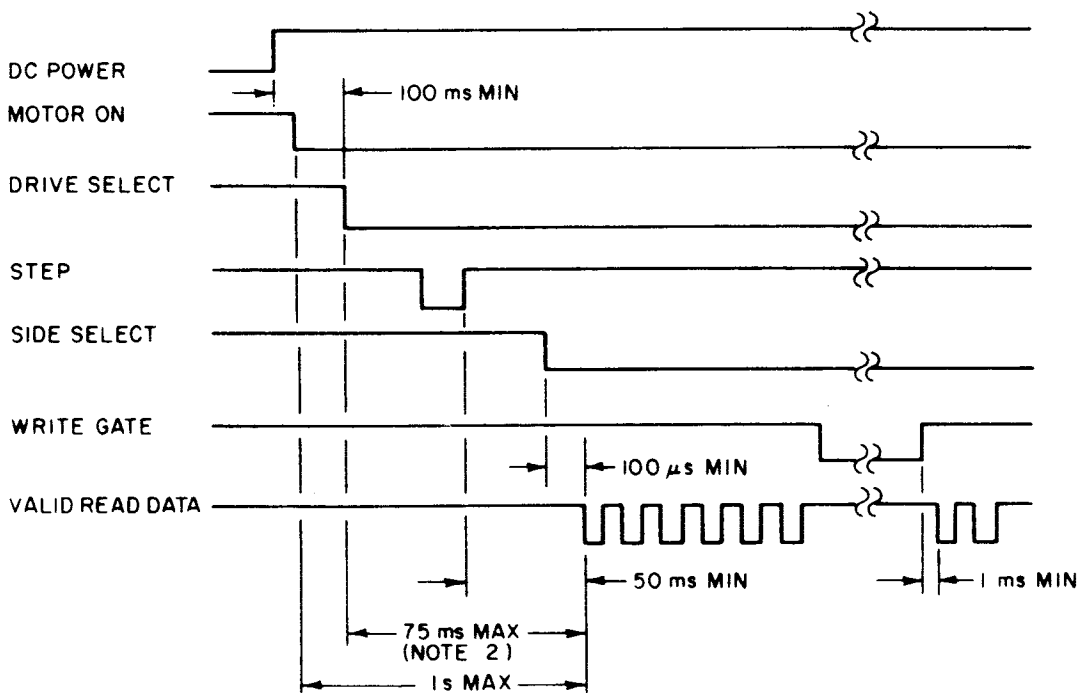 DC POWER
100 ms MIN
MOTOR ON
DRIVE SELECT
STEP
SIDE SELECT
WRITE GATE
100 µs MIN
VALID READ DATA
50 ms MIN
1 ms MIN
75 ms MAX
(NOTE 2)
1 s MAX